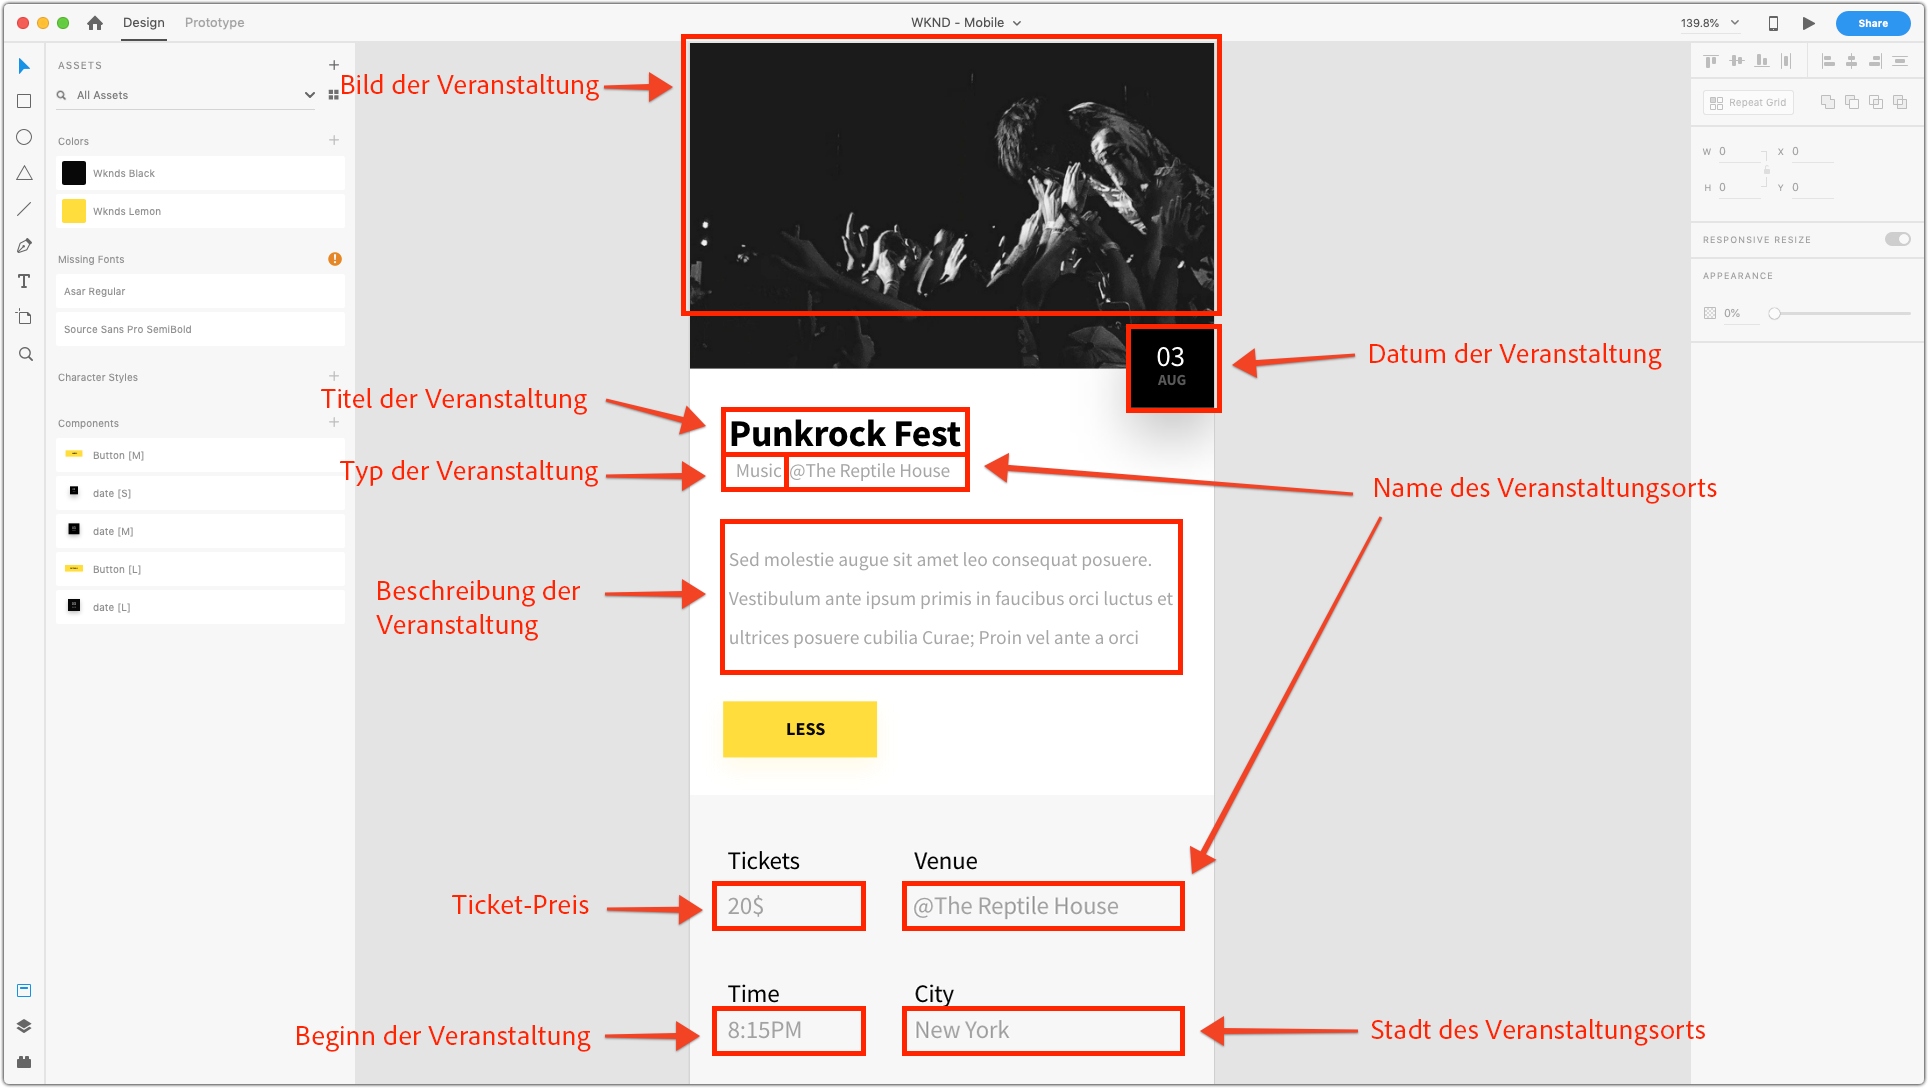 Design
Prototype
WKND - Mobile
139.8%
Share
ASSETS
All Assets
Colors
Wknds Black
Wknds Lemon
Missing Fonts
Asar Regular
Source Sans Pro SemiBold
Character Styles
Components
Button [M]
date [S]
date [M]
Button [L]
date [L]
Bild der Veranstaltung
03
AUG
Datum der Veranstaltung
Titel der Veranstaltung
Punkrock Fest
Typ der Veranstaltung
Music
@The Reptile House
Name des Veranstaltungsorts
Beschreibung der
Veranstaltung
Sed molestie augue sit amet leo consequat posuere.
Vestibulum ante ipsum primis in faucibus orci luctus et
ultrices posuere cubilia Curae; Proin vel ante a orci
LESS
Tickets
Venue
Ticket-Preis
20$
@The Reptile House
Time
City
Beginn der Veranstaltung
8:15PM
New York
Stadt des Veranstaltungsorts
Repeat Grid
W 0
X 0
H 0
Y 0
RESPONSIVE RESIZE
APPEARANCE
0%